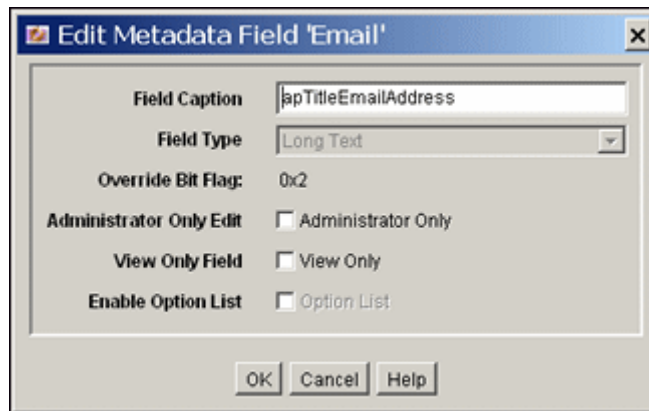 Edit Metadata Field 'Email'
Field Caption apTitleEmailAddress
Field Type Long Text
Override Bit Flag: 0x2
Administrator Only Edit Administrator Only
View Only Field View Only
Enable Option List Option List
OK Cancel Help